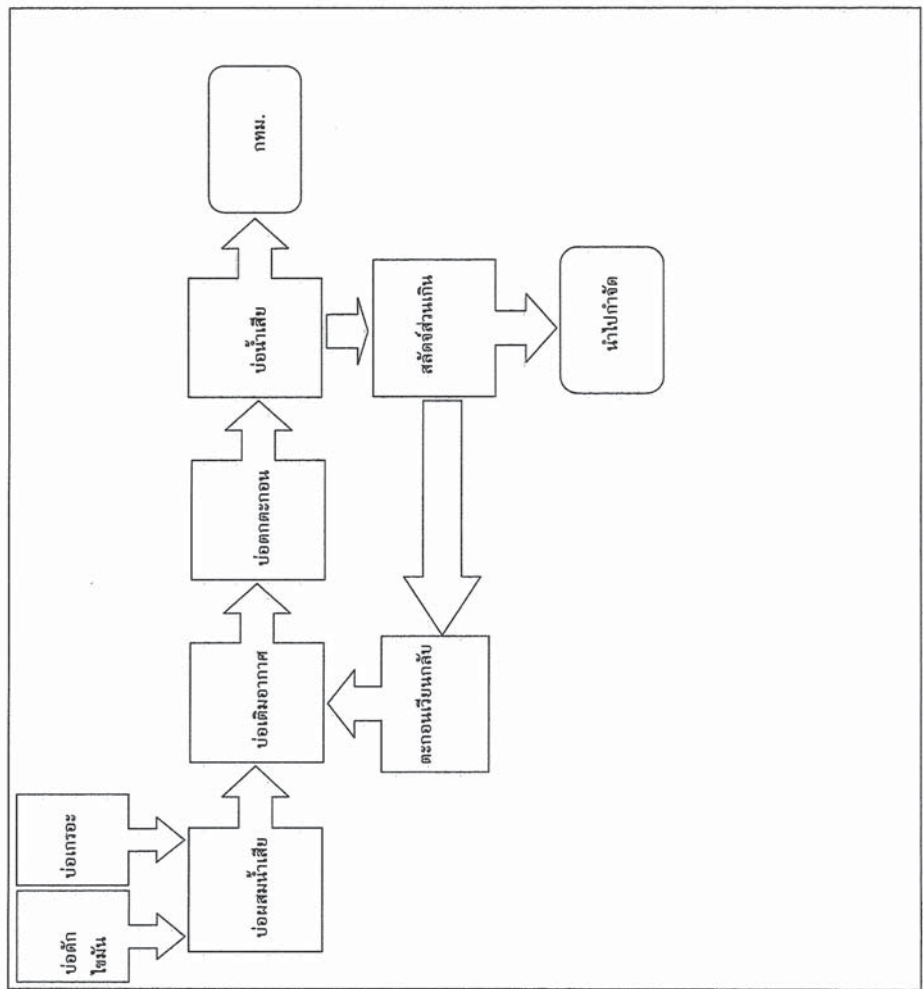 บ่อดัก
ไขมัน
บ่อเกรอะ
บ่อผสมน้ำเสีย
บ่อเติมอากาศ
บ่อตกตะกอน
บ่อน้ำเสีย
กทม.
ตะกอนเวียนกลับ
สลัดจ์ส่วนเกิน
นำไปกำจัด